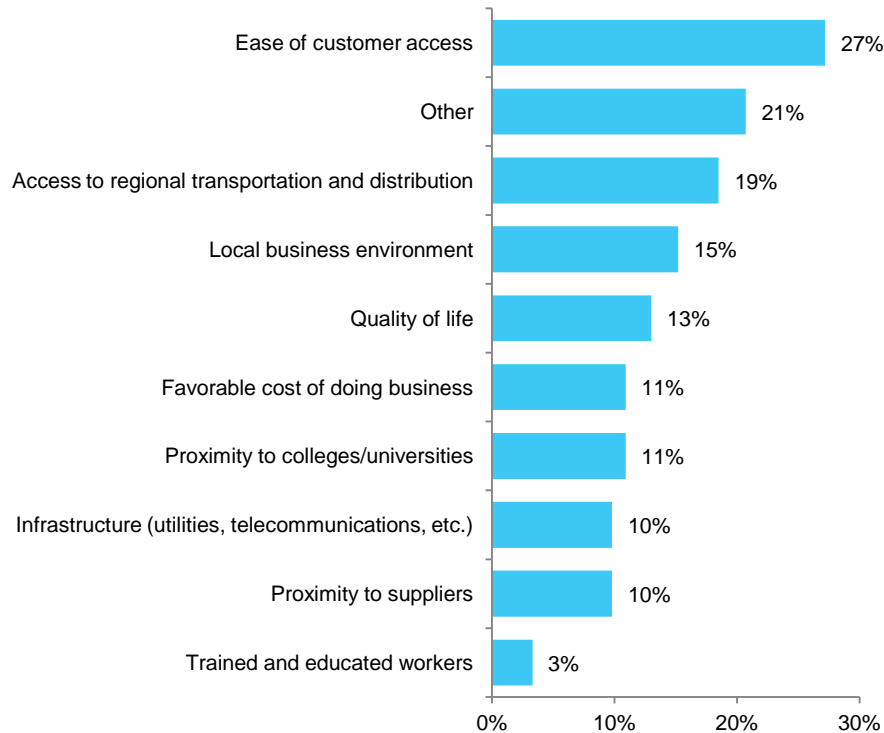 Ease of customer access 27%
Other 21%
Access to regional transportation and distribution 19%
Local business environment 15%
Quality of life 13%
Favorable cost of doing business 11%
Proximity to colleges/universities 11%
Infrastructure (utilities, telecommunications, etc.) 10%
Proximity to suppliers 10%
Trained and educated workers 3%
0% 10% 20% 30%